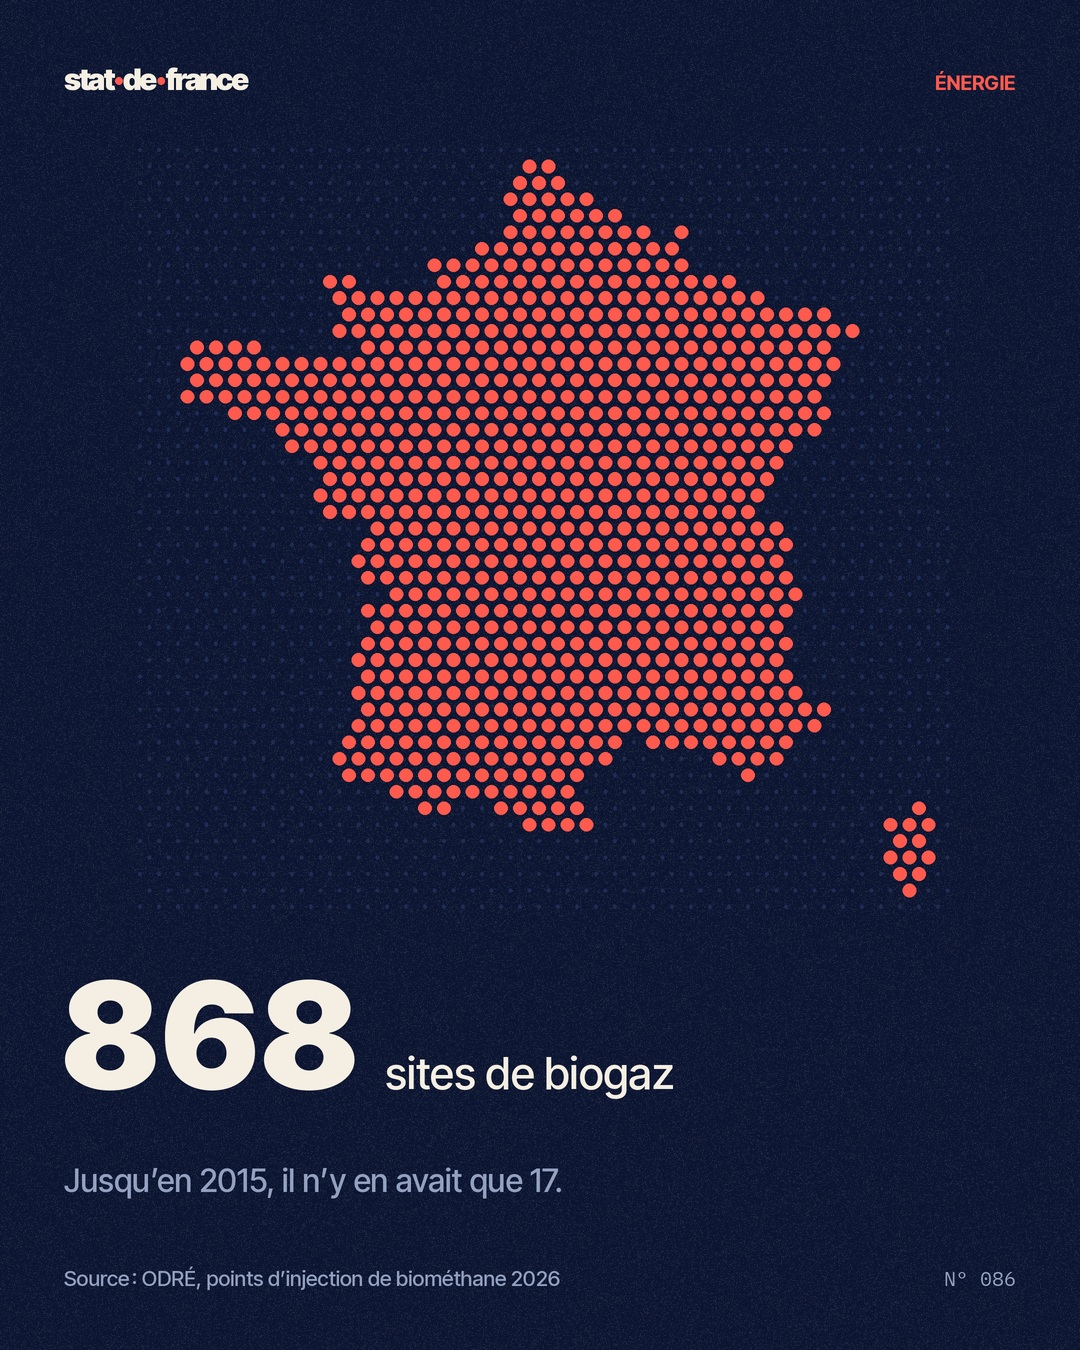 stat•de•france
ÉNERGIE
868 sites de biogaz
Jusqu’en 2015, il n’y en avait que 17.
Source : ODRÉ, points d’injection de biométhane 2026
N° 086